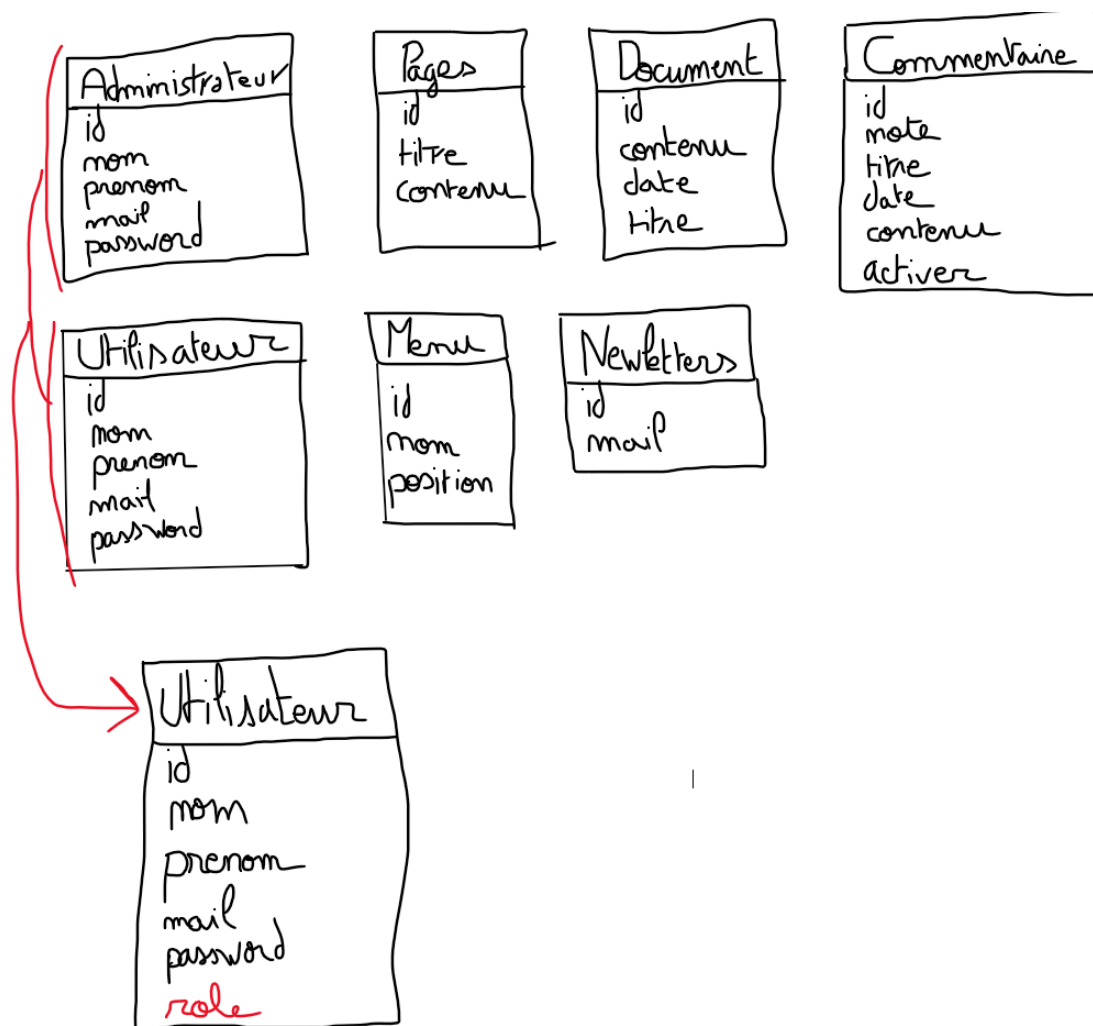 Administrateur
id
nom
prenom
mail
password
Pages
id
titre
contenu
Document
id
contenu
date
titre
Commentaire
id
note
titre
date
contenu
activer
Utilisateur
id
nom
prenom
mail
password
Menu
id
nom
position
Newletters
id
mail
Utilisateur
id
nom
prenom
mail
password
role